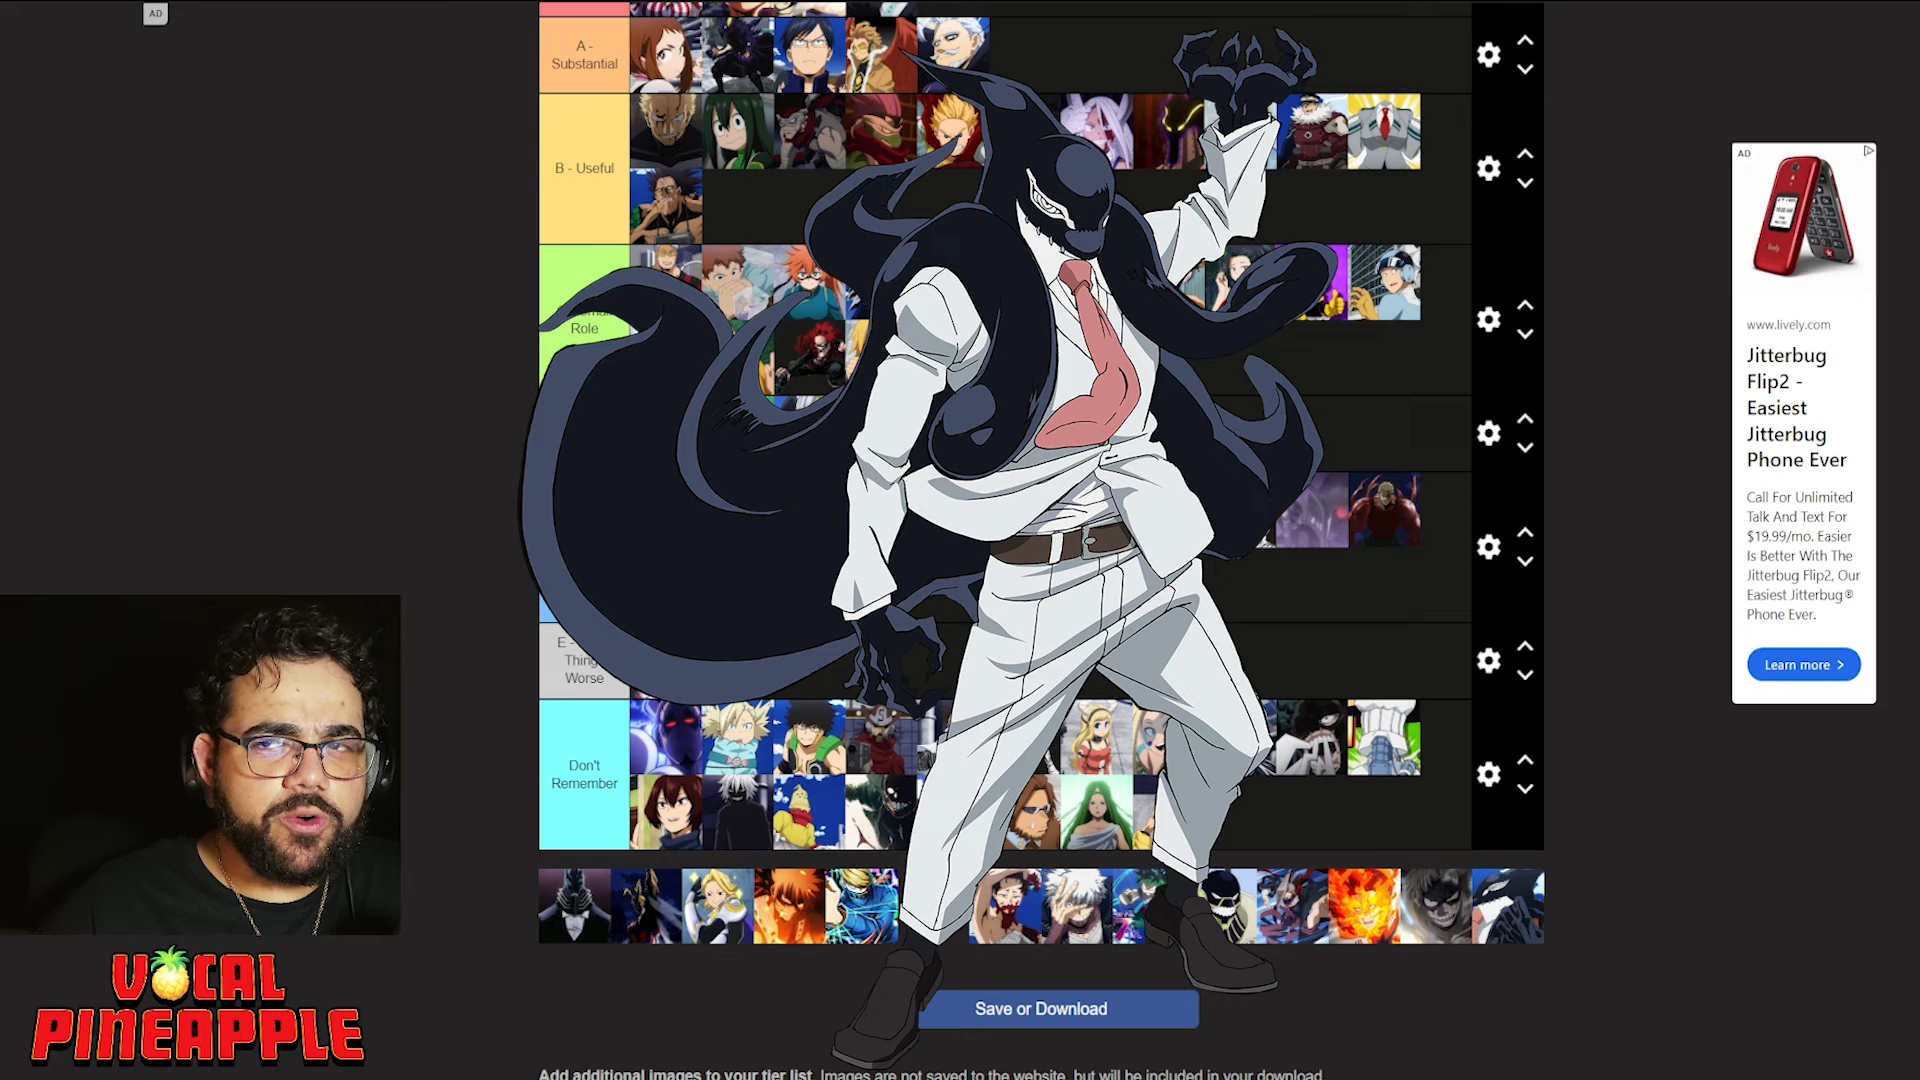 AD
A -
Substantial
B - Useful
Role
E -
Thing
Worse
Don't
Remember
AD
www.lively.com
Jitterbug
Flip2 -
Easiest
Jitterbug
Phone Ever
Call For Unlimited
Talk And Text For
$19.99/mo. Easier
Is Better With The
Jitterbug Flip2, Our
Easiest Jitterbug®
Phone Ever.
Learn more >
VOCAL
PINEAPPLE
Save or Download
Add additional images to your tier list. Images are not saved to the website, but will be included in your download.